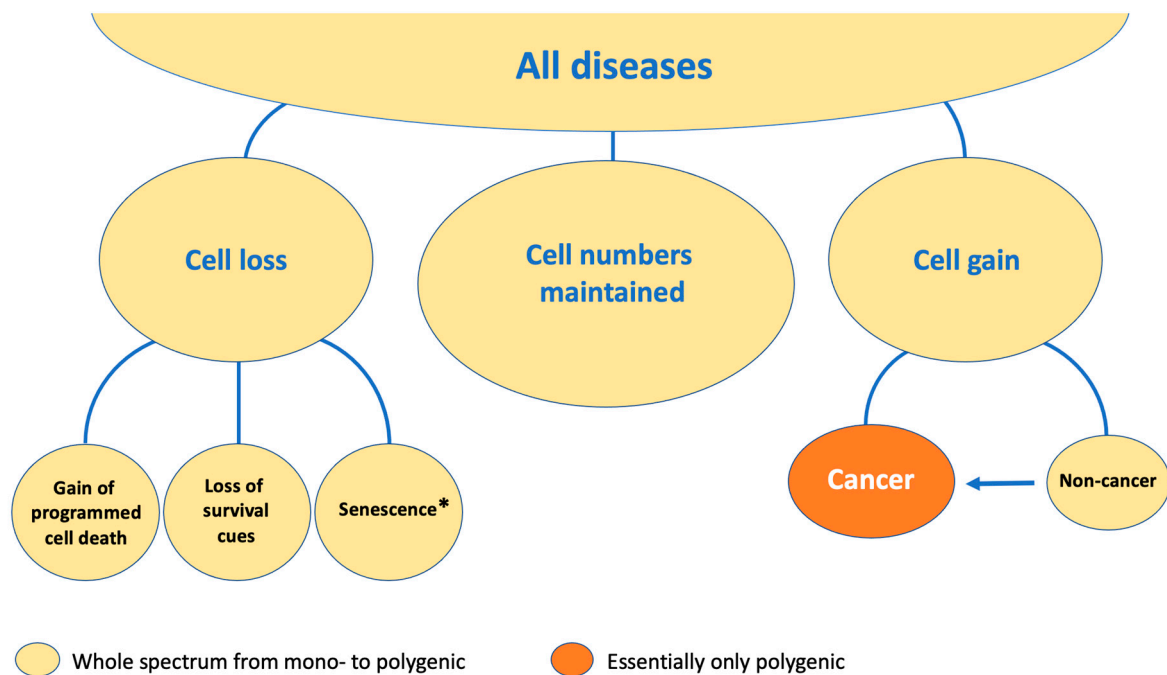 All diseases
Cell loss
Cell numbers
maintained
Cell gain
Gain of
programmed
cell death
Loss of
survival
cues
Senescence*
Cancer
Non-cancer
Whole spectrum from mono- to polygenic
Essentially only polygenic